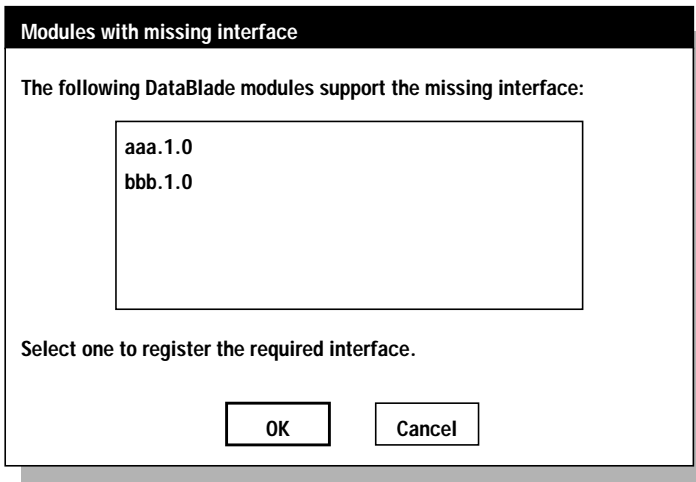 Modules with missing interface
The following DataBlade modules support the missing interface:
aaa.1.0
bbb.1.0
Select one to register the required interface.
OK
Cancel